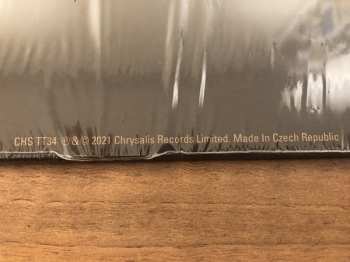 CHS TT34 ℗ & © 2021 Chrysalis Records Limited. Made In Czech Republic